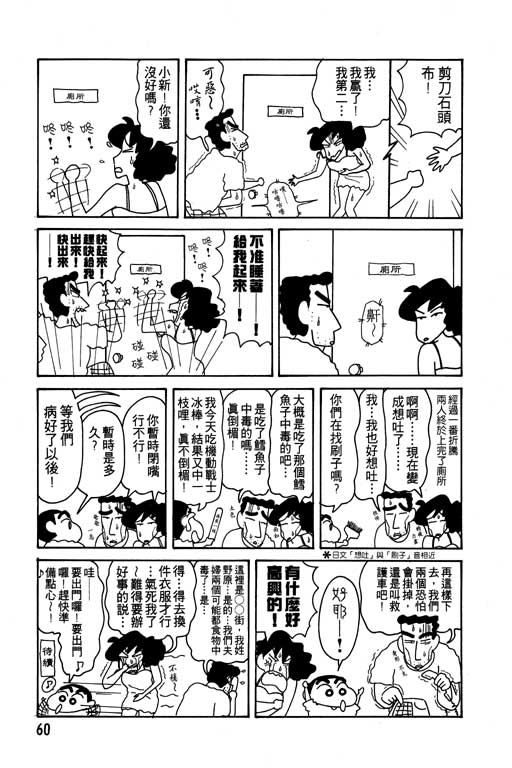 剪刀石頭
布！
我…
我贏了！
我第二…
可惡～
哎唷…
廁所
小新！你還
沒好嗎？
廁所
咚！
咚！
咚！
廁所
鼾～
不准睡著——
給我起來——！
咚！
咚！
碰
碰
快起來！
趕快給我
出來！
快出來
——！
經過一番折騰
兩人終於上完了廁所
啊啊……現在變
成想吐了……
我…我也好想吐…
你們在找刷子嗎？
＊日文「想吐」與「刷子」音相近
大概是吃了那個鱈
魚子中毒的吧…
是吃了鱈魚子
中毒的嗎…
我今天吃機動戰士
冰棒，結果又中一
枝哩，真不倒楣！
你暫時閉嘴
行不行！
暫時是多
久？
等我們
病好了以後！
再這樣下
去，我們
兩個恐怕
會掛掉，
還是叫救
護車吧！
好耶！
有什麼好
高興的！
這裡是○○街，我姓
野原…是的…我們夫
婦兩個可能都食物中
毒了…是…
得…得去換
件衣服才行
…氣死我了
…難得要辦
好事的說…
哇——
要出門囉！要出門
囉！趕快準
備點心～！
待續
60